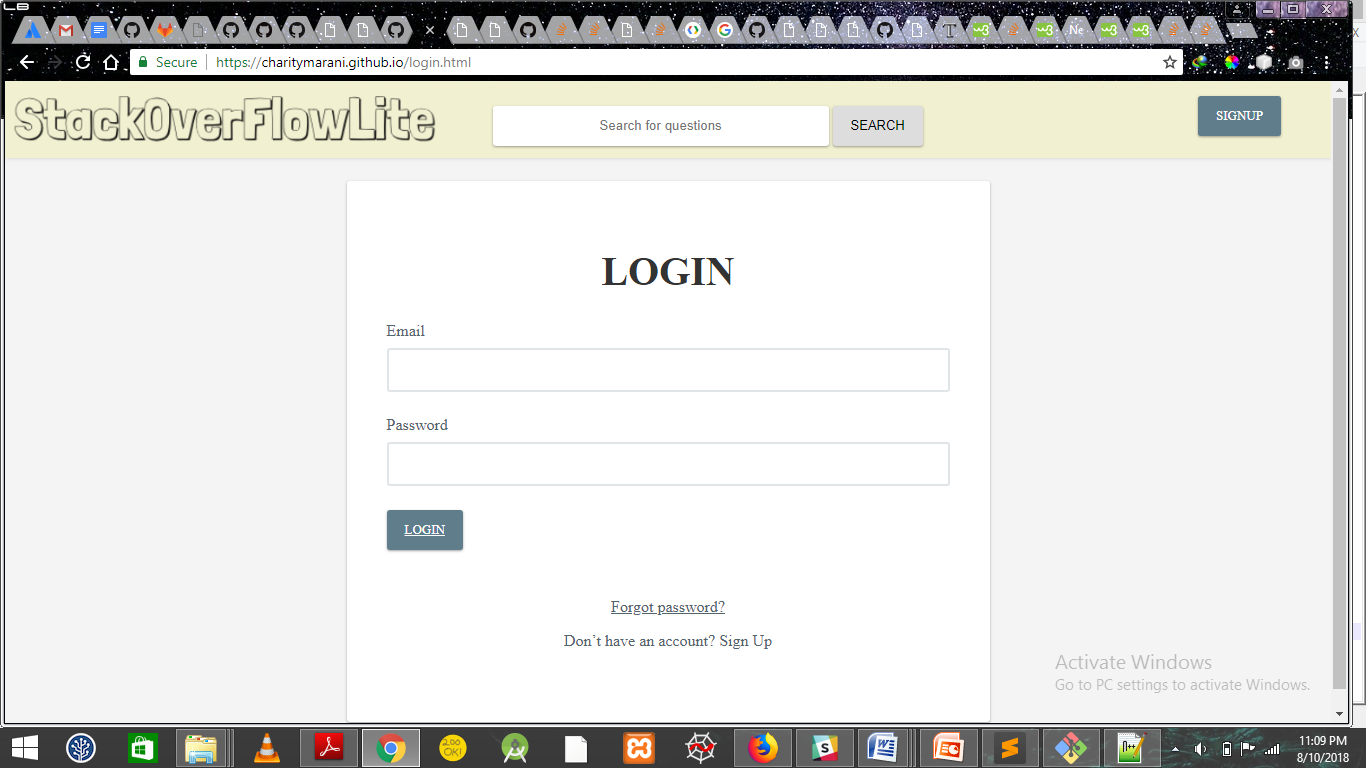 Secure https://charitymarani.github.io/login.html
StackOverFlowLite
Search for questions
SEARCH
SIGNUP
LOGIN
Email
Password
LOGIN
Forgot password?
Don't have an account? Sign Up
Activate Windows
Go to PC settings to activate Windows.
11:09 PM
8/10/2018